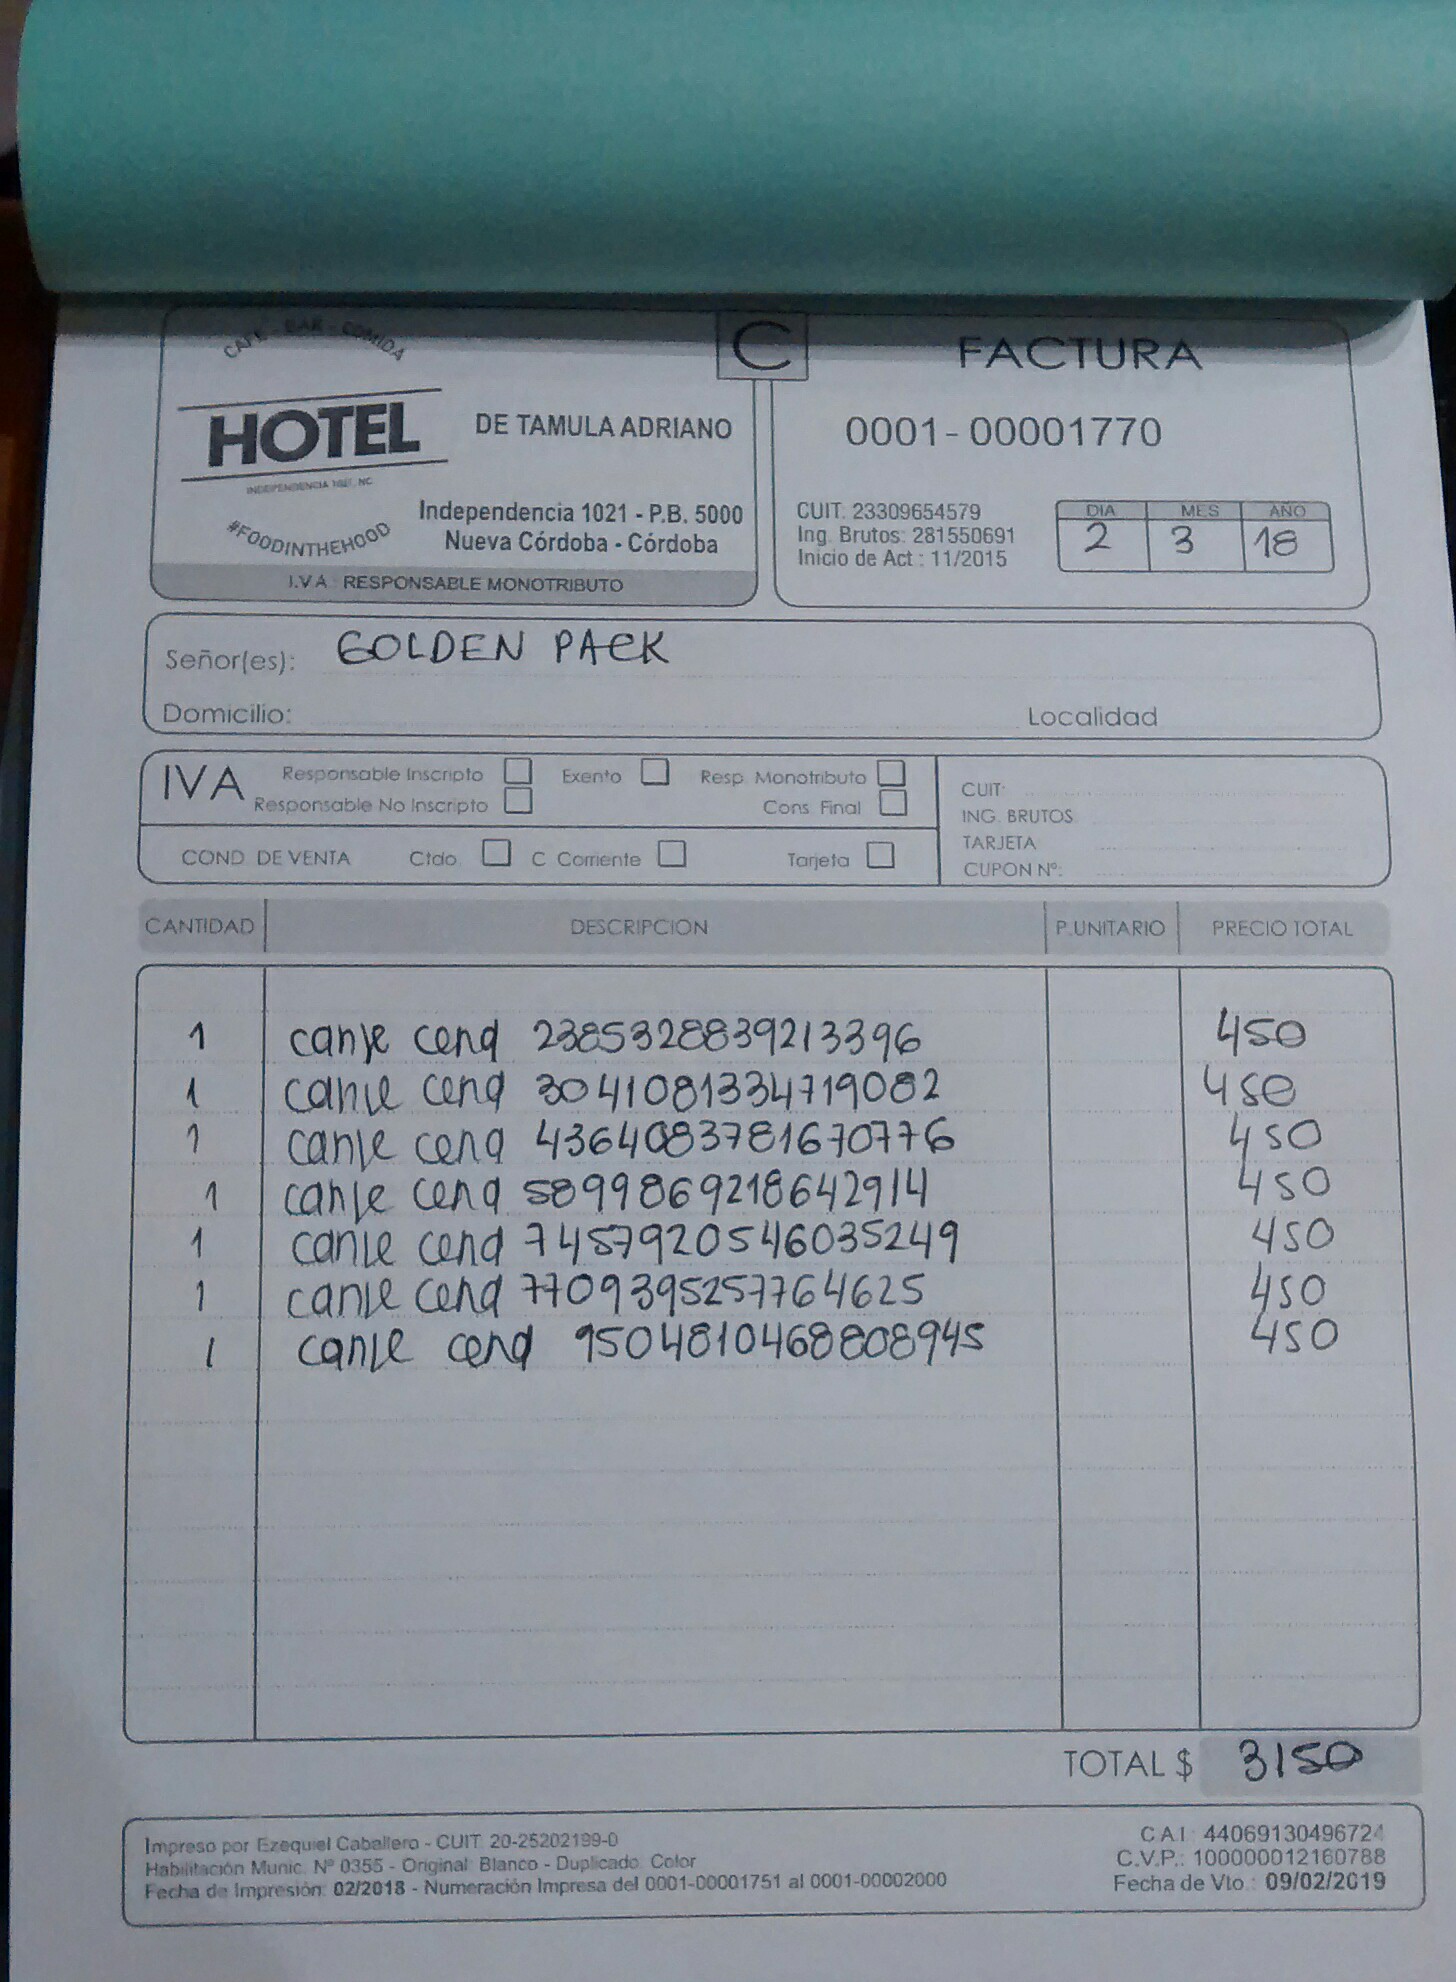 CAFE - BAR - COMIDA
HOTEL
INDEPENDENCIA 1021, NC
#FOODINTHEHOOD
DE TAMULA ADRIANO
Independencia 1021 - P.B. 5000
Nueva Córdoba - Córdoba
I.V.A. RESPONSABLE MONOTRIBUTO
C
FACTURA
0001-00001770
CUIT. 23309654579
Ing. Brutos: 281550691
Inicio de Act.: 11/2015
DIA MES AÑO
2 3 18
Señor(es): GOLDEN PACK
Domicilio: Localidad
IVA Responsable Inscripto Exento Resp. Monotributo
Responsable No Inscripto Cons. Final
COND. DE VENTA Ctdo. C. Corriente Tarjeta
CUIT:
ING. BRUTOS
TARJETA
CUPON Nº:
CANTIDAD DESCRIPCION P.UNITARIO PRECIO TOTAL
1 canje cena 2385328839213396 450
1 canje cena 3041081334719082 450
1 canje cena 4364083781670776 450
1 canje cena 5899869218642914 450
1 canje cena 7457920546035249 450
1 canje cena 7709395257764625 450
1 canje cena 9504810468808945 450
TOTAL $ 3150
Impreso por Ezequiel Caballero - CUIT. 20-25202199-0
Habilitación Munic. Nº 0355 - Original: Blanco - Duplicado: Color
Fecha de Impresión: 02/2018 - Numeración Impresa del 0001-00001751 al 0001-00002000
C.A.I.: 44069130496724
C.V.P.: 100000012160788
Fecha de Vto.: 09/02/2019